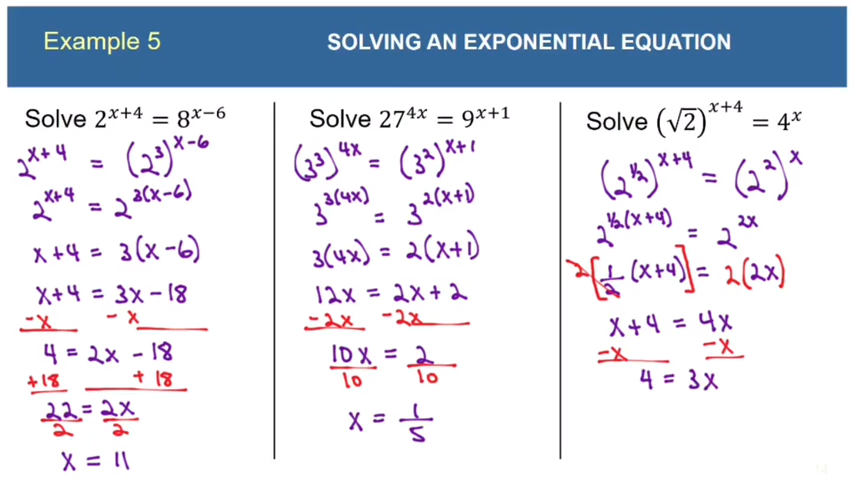 Example 5
SOLVING AN EXPONENTIAL EQUATION
Solve 2^{x+4} = 8^{x−6}
2^{x+4} = (2^3)^{x−6}
2^{x+4} = 2^{3(x−6)}
x+4 = 3(x−6)
x+4 = 3x−18
−x −x
4 = 2x −18
+18 +18
22 = 2x
2 2
x = 11
Solve 27^{4x} = 9^{x+1}
(3^3)^{4x} = (3^2)^{x+1}
3^{3(4x)} = 3^{2(x+1)}
3(4x) = 2(x+1)
12x = 2x + 2
−2x −2x
10x = 2
10 10
x = 1/5
Solve (√2)^{x+4} = 4^x
(2^{1/2})^{x+4} = (2^2)^x
2^{1/2(x+4)} = 2^{2x}
2[1/2 (x+4)] = 2(2x)
x+4 = 4x
−x −x
4 = 3x
14